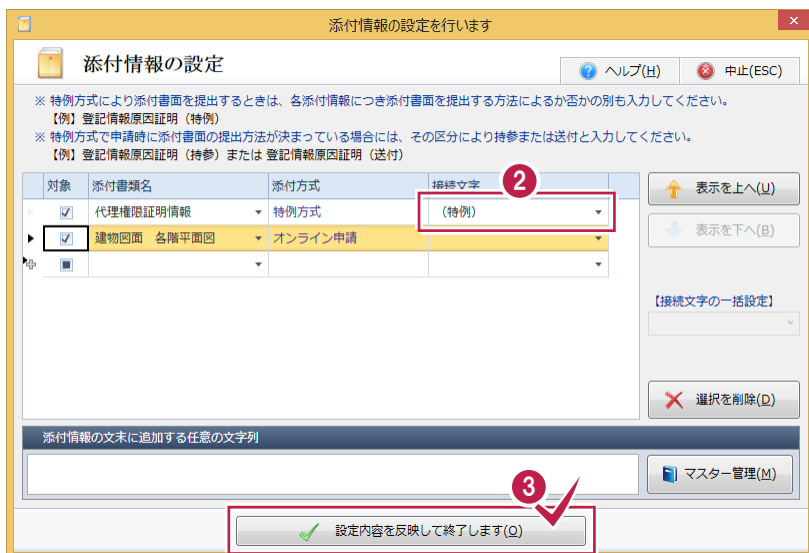 添付情報の設定を行います
×
添付情報の設定
ヘルプ(H)
中止(ESC)
※ 特例方式により添付書面を提出するときは、各添付情報につき添付書面を提出する方法によるか否かの別も入力してください。
【例】登記情報原因証明（特例）
※ 特例方式で申請時に添付書面の提出方法が決まっている場合には、その区分により持参または送付と入力してください。
【例】登記情報原因証明（持参）または 登記情報原因証明（送付）
対象 添付書類名 添付方式 接続文字
2
代理権限証明情報 特例方式 （特例）
建物図面 各階平面図 オンライン申請
表示を上へ(U)
表示を下へ(B)
【接続文字の一括設定】
選択を削除(D)
添付情報の文末に追加する任意の文字列
マスター管理(M)
3
設定内容を反映して終了します(O)